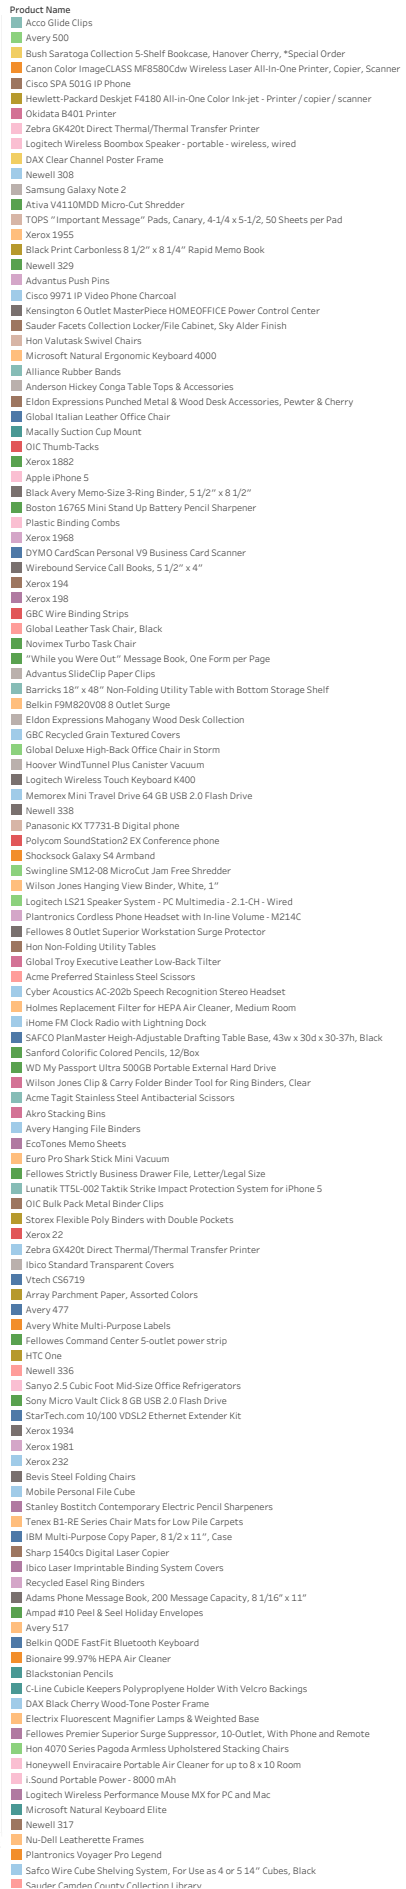 Product Name
Acco Glide Clips
Avery 500
Bush Saratoga Collection 5-Shelf Bookcase, Hanover Cherry, *Special Order
Canon Color ImageCLASS MF8580Cdw Wireless Laser All-In-One Printer, Copier, Scanner
Cisco SPA 501G IP Phone
Hewlett-Packard Deskjet F4180 All-in-One Color Ink-jet - Printer / copier / scanner
Okidata B401 Printer
Zebra GK420t Direct Thermal/Thermal Transfer Printer
Logitech Wireless Boombox Speaker - portable - wireless, wired
DAX Clear Channel Poster Frame
Newell 308
Samsung Galaxy Note 2
Ativa V4110MDD Micro-Cut Shredder
TOPS “Important Message” Pads, Canary, 4-1/4 x 5-1/2, 50 Sheets per Pad
Xerox 1955
Black Print Carbonless 8 1/2” x 8 1/4” Rapid Memo Book
Newell 329
Advantus Push Pins
Cisco 9971 IP Video Phone Charcoal
Kensington 6 Outlet MasterPiece HOMEOFFICE Power Control Center
Sauder Facets Collection Locker/File Cabinet, Sky Alder Finish
Hon Valutask Swivel Chairs
Microsoft Natural Ergonomic Keyboard 4000
Alliance Rubber Bands
Anderson Hickey Conga Table Tops & Accessories
Eldon Expressions Punched Metal & Wood Desk Accessories, Pewter & Cherry
Global Italian Leather Office Chair
Macally Suction Cup Mount
OIC Thumb-Tacks
Xerox 1882
Apple iPhone 5
Black Avery Memo-Size 3-Ring Binder, 5 1/2” x 8 1/2”
Boston 16765 Mini Stand Up Battery Pencil Sharpener
Plastic Binding Combs
Xerox 1968
DYMO CardScan Personal V9 Business Card Scanner
Wirebound Service Call Books, 5 1/2” x 4”
Xerox 194
Xerox 198
GBC Wire Binding Strips
Global Leather Task Chair, Black
Novimex Turbo Task Chair
“While you Were Out” Message Book, One Form per Page
Advantus SlideClip Paper Clips
Barricks 18” x 48” Non-Folding Utility Table with Bottom Storage Shelf
Belkin F9M820V08 8 Outlet Surge
Eldon Expressions Mahogany Wood Desk Collection
GBC Recycled Grain Textured Covers
Global Deluxe High-Back Office Chair in Storm
Hoover WindTunnel Plus Canister Vacuum
Logitech Wireless Touch Keyboard K400
Memorex Mini Travel Drive 64 GB USB 2.0 Flash Drive
Newell 338
Panasonic KX T7731-B Digital phone
Polycom SoundStation2 EX Conference phone
Shocksock Galaxy S4 Armband
Swingline SM12-08 MicroCut Jam Free Shredder
Wilson Jones Hanging View Binder, White, 1”
Logitech LS21 Speaker System - PC Multimedia - 2.1-CH - Wired
Plantronics Cordless Phone Headset with In-line Volume - M214C
Fellowes 8 Outlet Superior Workstation Surge Protector
Hon Non-Folding Utility Tables
Global Troy Executive Leather Low-Back Tilter
Acme Preferred Stainless Steel Scissors
Cyber Acoustics AC-202b Speech Recognition Stereo Headset
Holmes Replacement Filter for HEPA Air Cleaner, Medium Room
iHome FM Clock Radio with Lightning Dock
SAFCO PlanMaster Heigh-Adjustable Drafting Table Base, 43w x 30d x 30-37h, Black
Sanford Colorific Colored Pencils, 12/Box
WD My Passport Ultra 500GB Portable External Hard Drive
Wilson Jones Clip & Carry Folder Binder Tool for Ring Binders, Clear
Acme Tagit Stainless Steel Antibacterial Scissors
Akro Stacking Bins
Avery Hanging File Binders
EcoTones Memo Sheets
Euro Pro Shark Stick Mini Vacuum
Fellowes Strictly Business Drawer File, Letter/Legal Size
Lunatik TT5L-002 Taktik Strike Impact Protection System for iPhone 5
OIC Bulk Pack Metal Binder Clips
Storex Flexible Poly Binders with Double Pockets
Xerox 22
Zebra GX420t Direct Thermal/Thermal Transfer Printer
Ibico Standard Transparent Covers
Vtech CS6719
Array Parchment Paper, Assorted Colors
Avery 477
Avery White Multi-Purpose Labels
Fellowes Command Center 5-outlet power strip
HTC One
Newell 336
Sanyo 2.5 Cubic Foot Mid-Size Office Refrigerators
Sony Micro Vault Click 8 GB USB 2.0 Flash Drive
StarTech.com 10/100 VDSL2 Ethernet Extender Kit
Xerox 1934
Xerox 1981
Xerox 232
Bevis Steel Folding Chairs
Mobile Personal File Cube
Stanley Bostitch Contemporary Electric Pencil Sharpeners
Tenex B1-RE Series Chair Mats for Low Pile Carpets
IBM Multi-Purpose Copy Paper, 8 1/2 x 11”, Case
Sharp 1540cs Digital Laser Copier
Ibico Laser Imprintable Binding System Covers
Recycled Easel Ring Binders
Adams Phone Message Book, 200 Message Capacity, 8 1/16” x 11”
Ampad #10 Peel & Seel Holiday Envelopes
Avery 517
Belkin QODE FastFit Bluetooth Keyboard
Bionaire 99.97% HEPA Air Cleaner
Blackstonian Pencils
C-Line Cubicle Keepers Polyproplyene Holder With Velcro Backings
DAX Black Cherry Wood-Tone Poster Frame
Electrix Fluorescent Magnifier Lamps & Weighted Base
Fellowes Premier Superior Surge Suppressor, 10-Outlet, With Phone and Remote
Hon 4070 Series Pagoda Armless Upholstered Stacking Chairs
Honeywell Enviracaire Portable Air Cleaner for up to 8 x 10 Room
i.Sound Portable Power - 8000 mAh
Logitech Wireless Performance Mouse MX for PC and Mac
Microsoft Natural Keyboard Elite
Newell 317
Nu-Dell Leatherette Frames
Plantronics Voyager Pro Legend
Safco Wire Cube Shelving System, For Use as 4 or 5 14” Cubes, Black
Sauder Camden County Collection Library